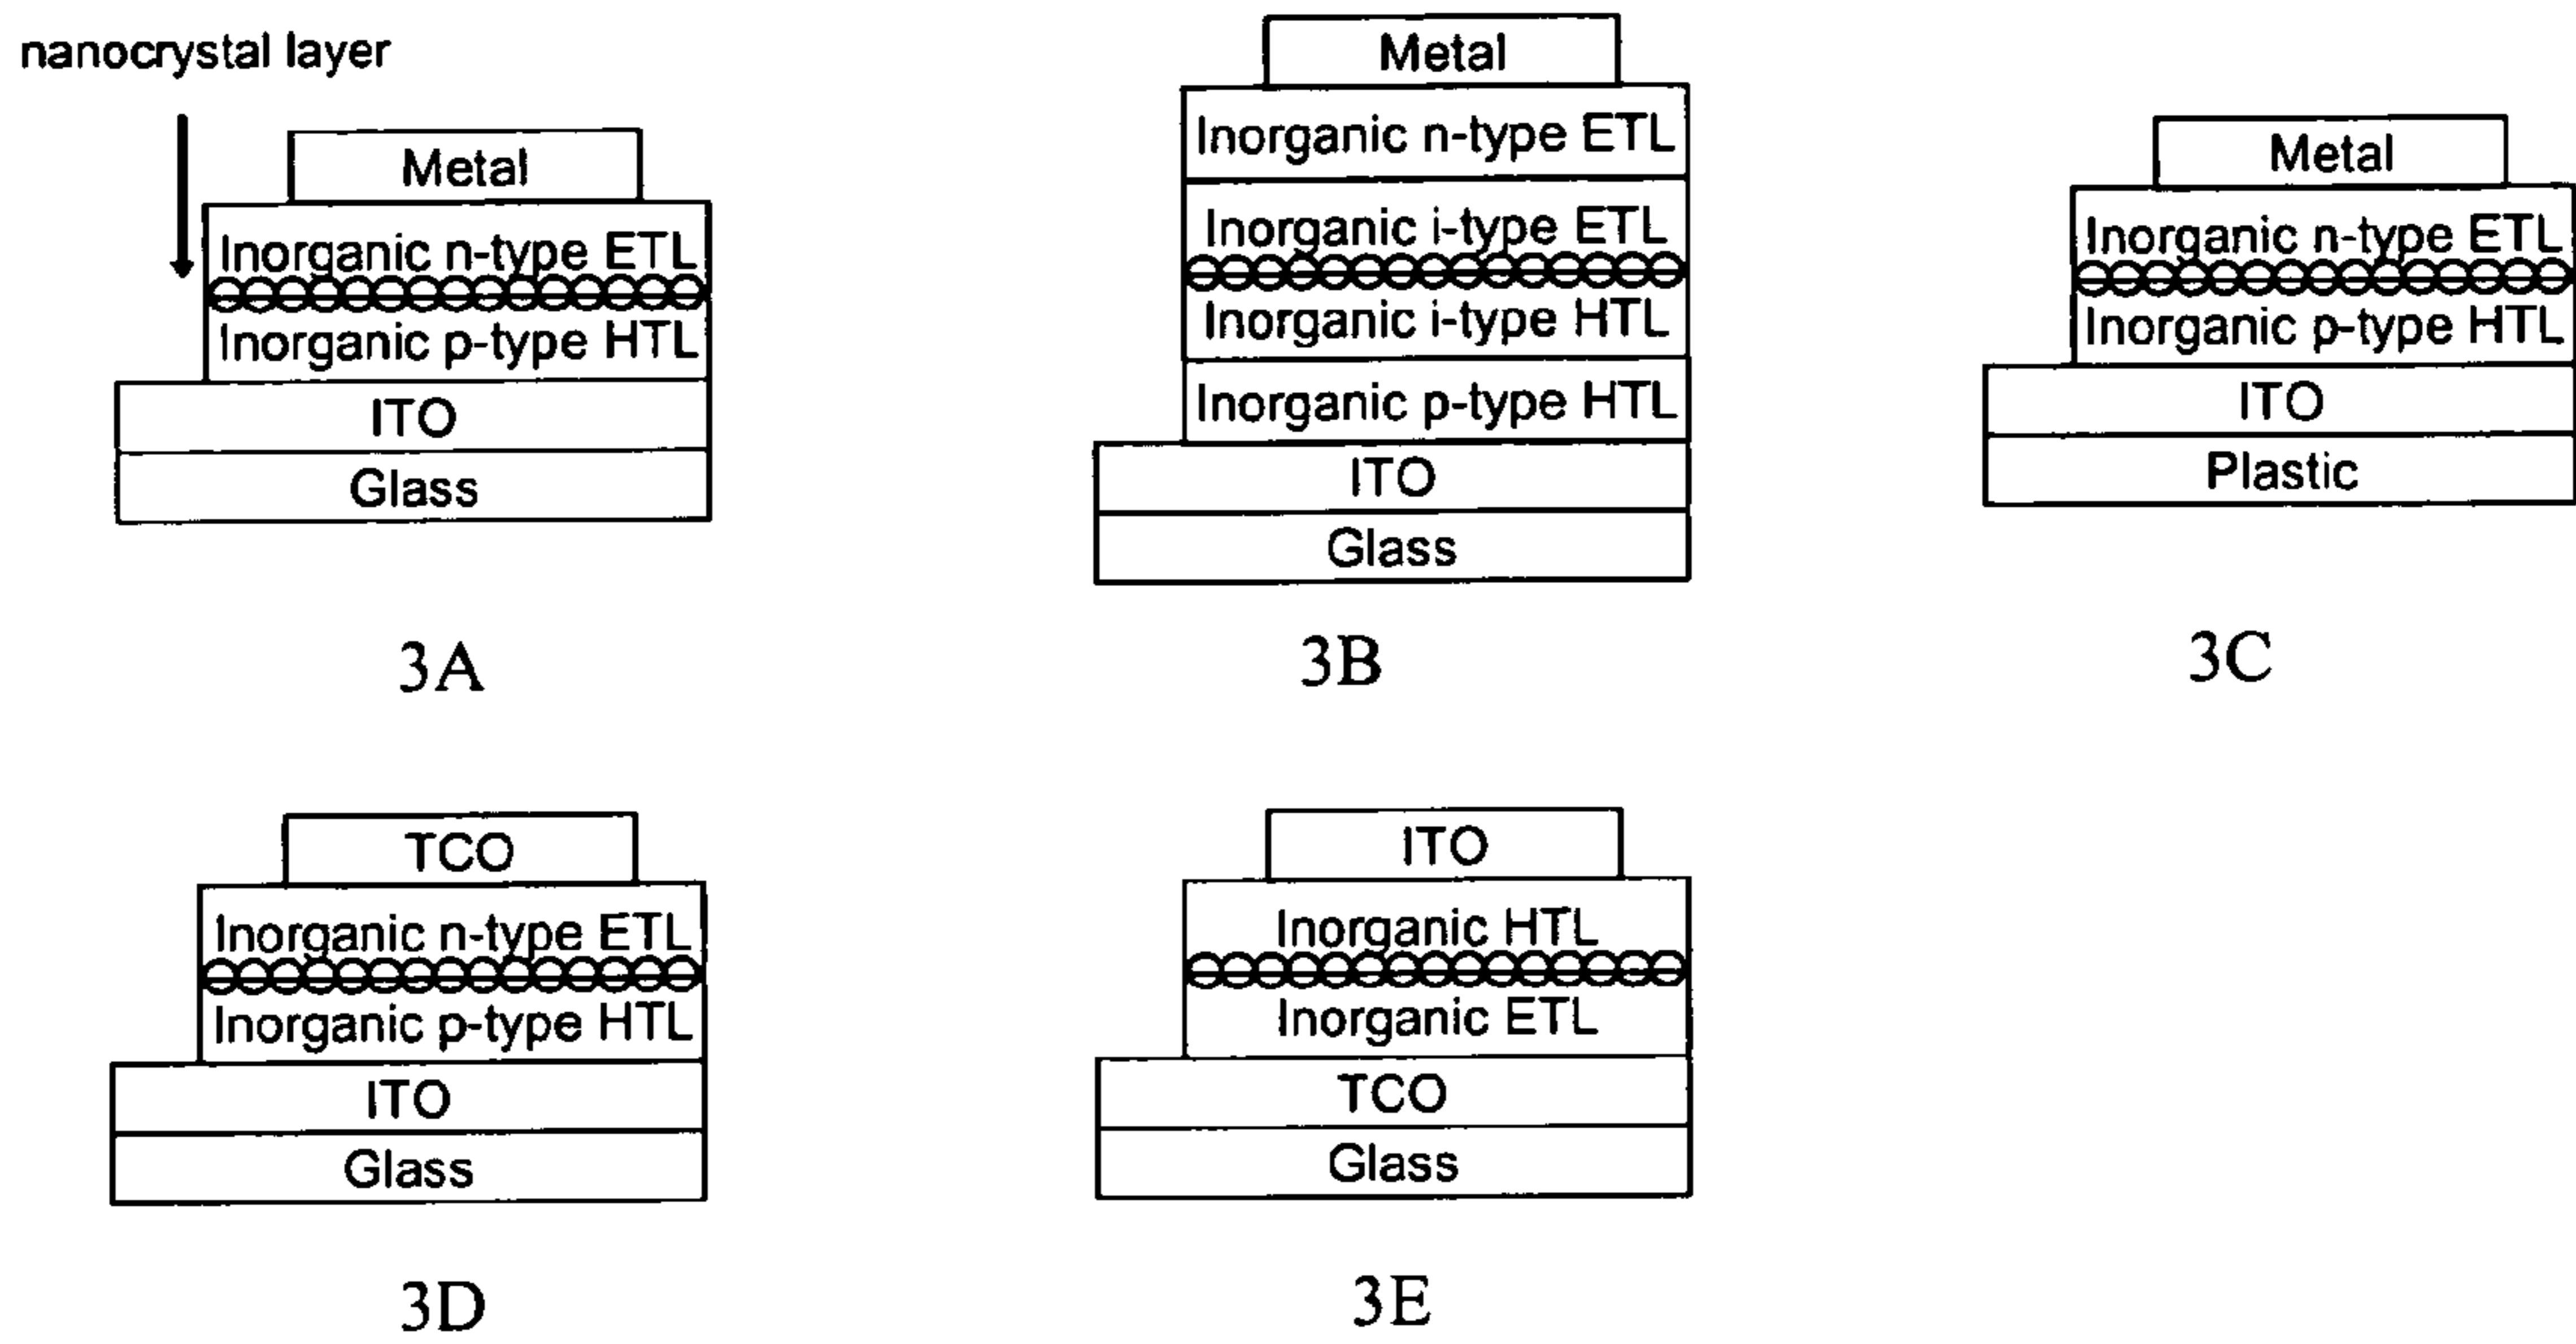 nanocrystal layer
Metal
Inorganic n-type ETL
Inorganic p-type HTL
ITO
Glass
3A
Metal
Inorganic n-type ETL
Inorganic i-type ETL
Inorganic i-type HTL
Inorganic p-type HTL
ITO
Glass
3B
Metal
Inorganic n-type ETL
Inorganic p-type HTL
ITO
Plastic
3C
TCO
Inorganic n-type ETL
Inorganic p-type HTL
ITO
Glass
3D
ITO
Inorganic HTL
Inorganic ETL
TCO
Glass
3E